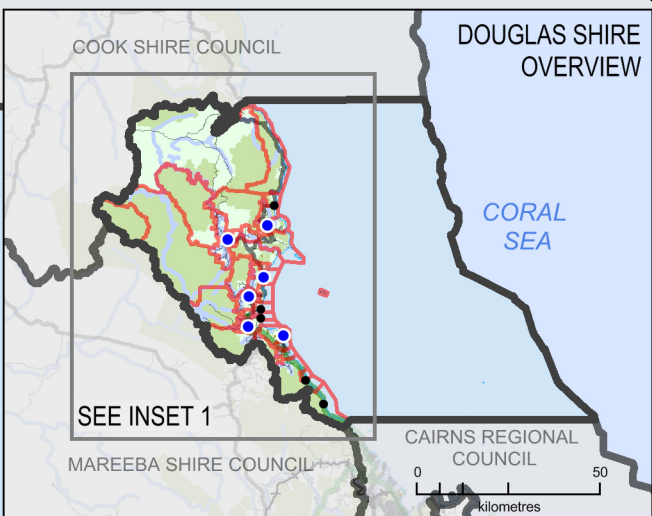 DOUGLAS SHIRE
OVERVIEW
COOK SHIRE COUNCIL
CORAL
SEA
SEE INSET 1
MAREEBA SHIRE COUNCIL
CAIRNS REGIONAL
COUNCIL
0 50
kilometres